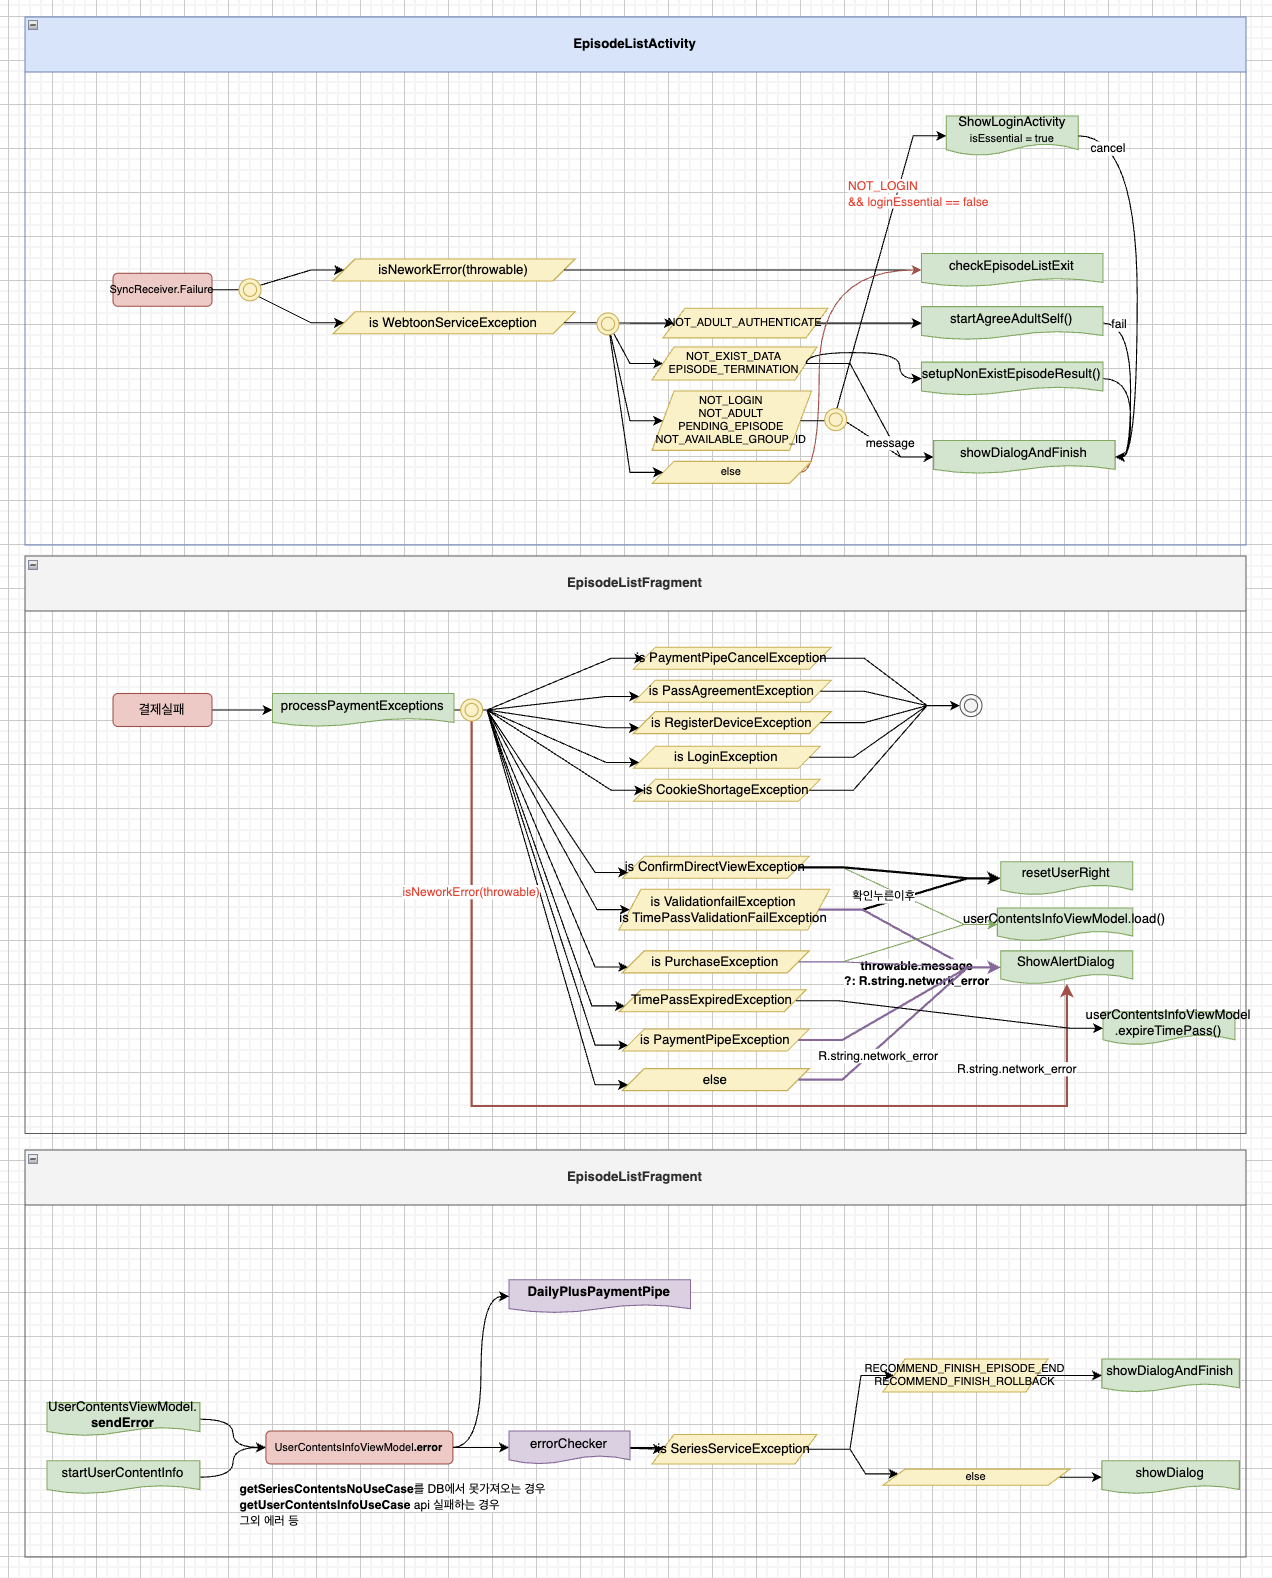 EpisodeListActivity
ShowLoginActivity
isEssential = true
cancel
NOT_LOGIN
&& loginEssential == false
SyncReceiver.Failure
isNeworkError(throwable)
checkEpisodeListExit
is WebtoonServiceException
NOT_ADULT_AUTHENTICATE
startAgreeAdultSelf()
fail
NOT_EXIST_DATA
EPISODE_TERMINATION
setupNonExistEpisodeResult()
NOT_LOGIN
NOT_ADULT
PENDING_EPISODE
NOT_AVAILABLE_GROUP_ID
message
showDialogAndFinish
else
EpisodeListFragment
결제실패
processPaymentExceptions
is PaymentPipeCancelException
is PassAgreementException
is RegisterDeviceException
is LoginException
is CookieShortageException
isNeworkError(throwable)
is ConfirmDirectViewException
resetUserRight
is ValidationfailException
is TimePassValidationFailException
확인누른이후
userContentsInfoViewModel.load()
is PurchaseException
throwable.message
?: R.string.network_error
ShowAlertDialog
TimePassExpiredException
userContentsInfoViewModel
.expireTimePass()
is PaymentPipeException
R.string.network_error
R.string.network_error
else
EpisodeListFragment
DailyPlusPaymentPipe
UserContentsViewModel.
sendError
startUserContentInfo
UserContentsInfoViewModel.error
errorChecker
is SeriesServiceException
RECOMMEND_FINISH_EPISODE_END
RECOMMEND_FINISH_ROLLBACK
showDialogAndFinish
else
showDialog
getSeriesContentsNoUseCase를 DB에서 못가져오는 경우
getUserContentsInfoUseCase api 실패하는 경우
그외 에러 등